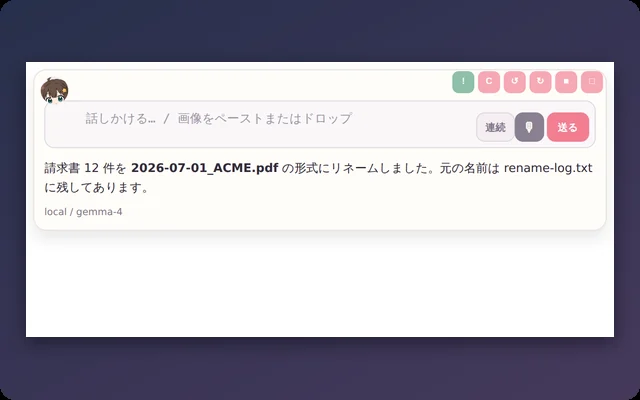 ! C ↺ ↻ ■ □
話しかける… / 画像をペーストまたはドロップ
連続 送る
請求書 12 件を 2026-07-01_ACME.pdf の形式にリネームしました。元の名前は rename-log.txt
に残してあります。
local / gemma-4